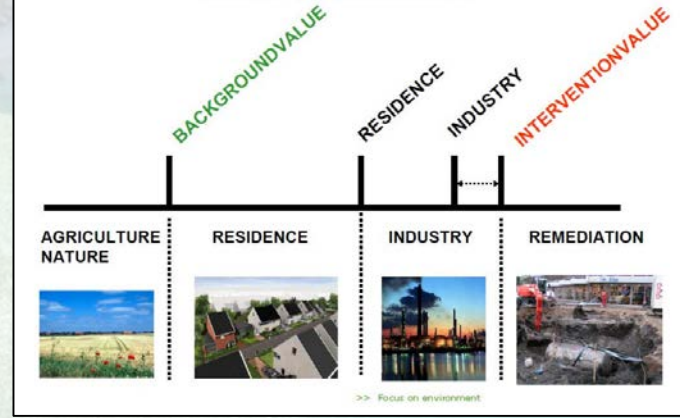 BACKGROUNDVALUE
RESIDENCE
INDUSTRY
INTERVENTIONVALUE
AGRICULTURE
NATURE
RESIDENCE
INDUSTRY
REMEDIATION
>> Focus on environment